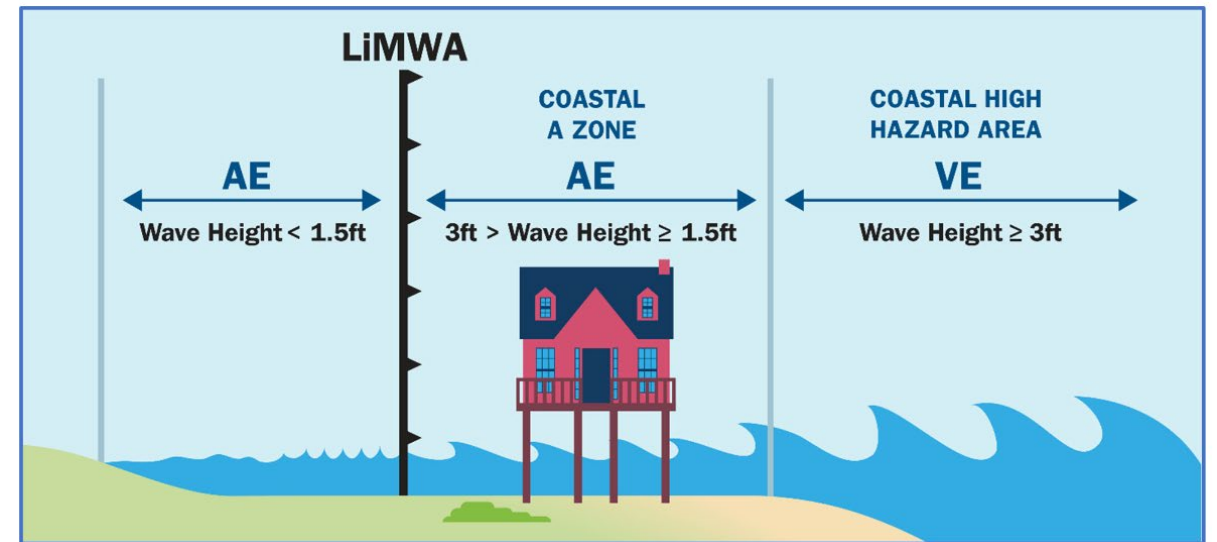 LiMWA
COASTAL
A ZONE
COASTAL HIGH
HAZARD AREA
AE
AE
VE
Wave Height < 1.5ft
3ft > Wave Height ≥ 1.5ft
Wave Height ≥ 3ft